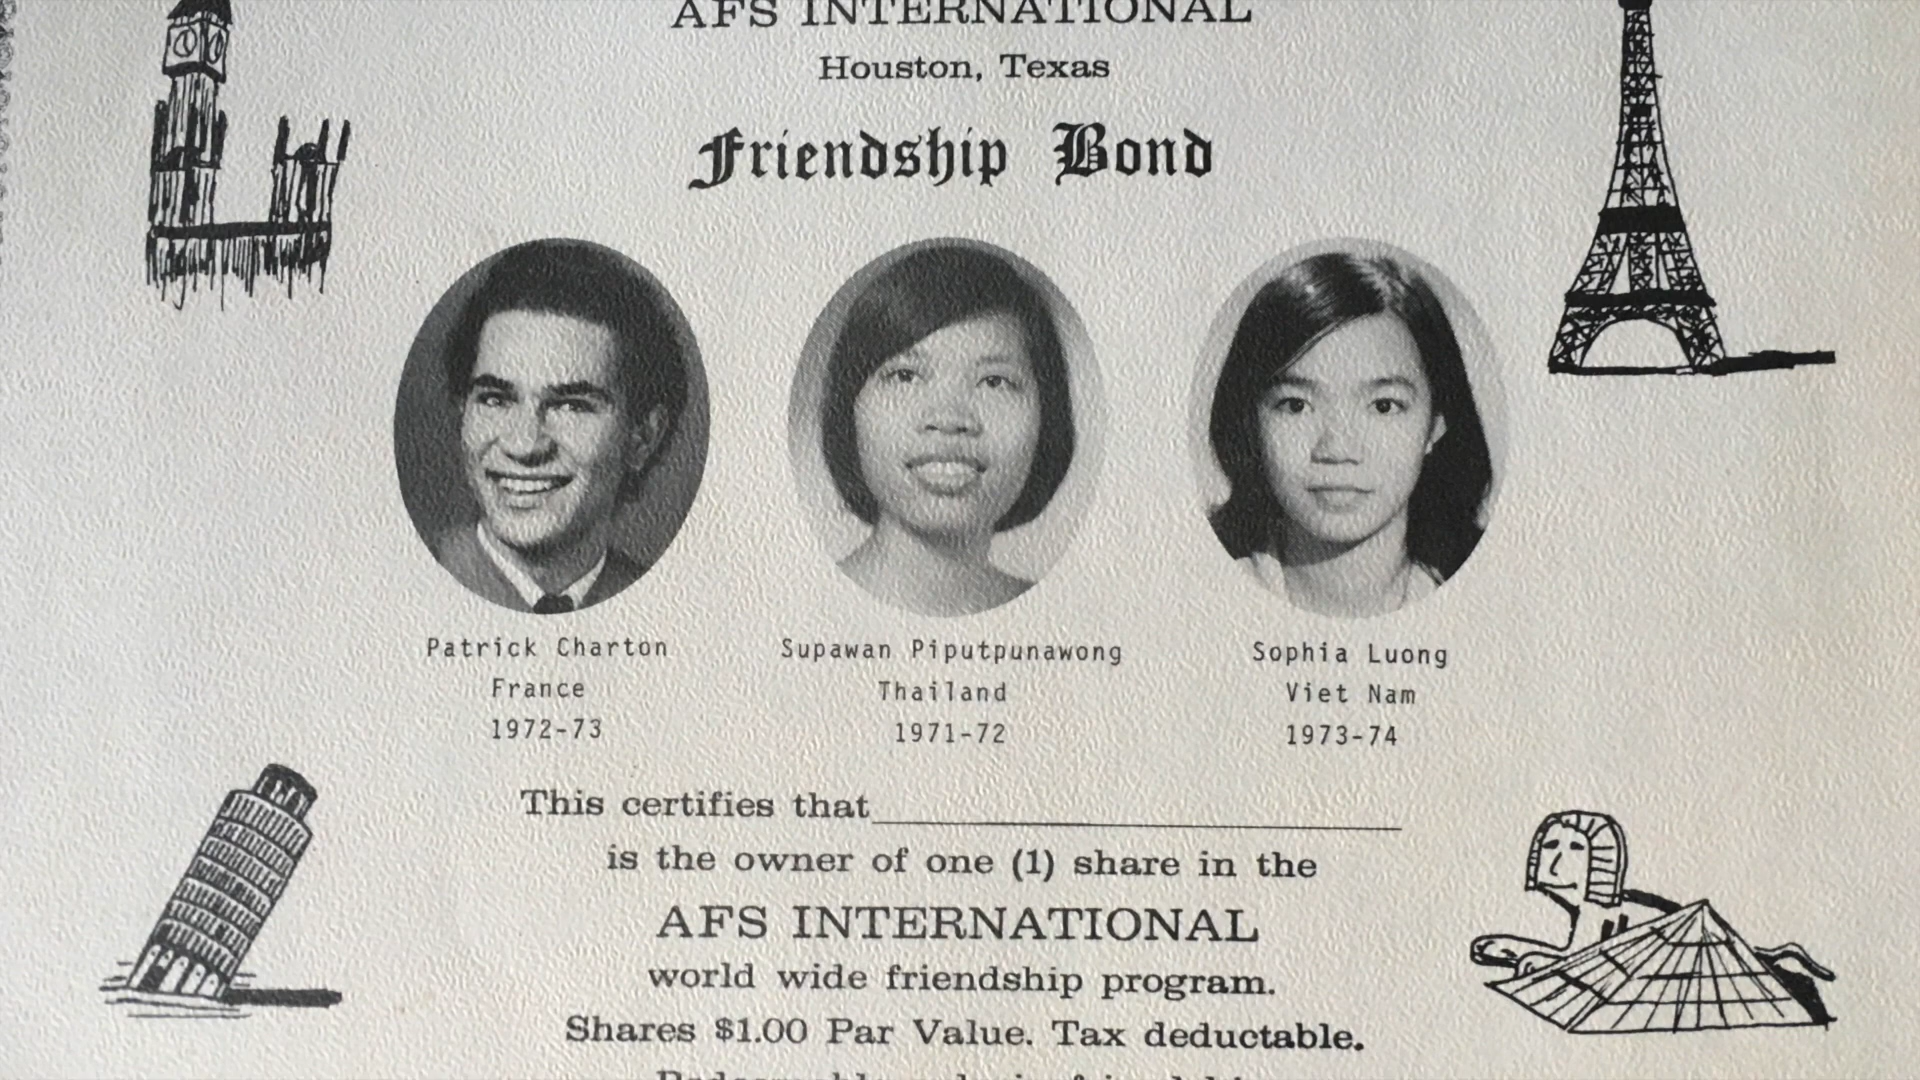 AFS INTERNATIONAL
Houston, Texas
Friendship Bond
Patrick Charton
France
1972-73
Supawan Piputpunawong
Thailand
1971-72
Sophia Luong
Viet Nam
1973-74
This certifies that
is the owner of one (1) share in the
AFS INTERNATIONAL
world wide friendship program.
Shares $1.00 Par Value. Tax deductable.